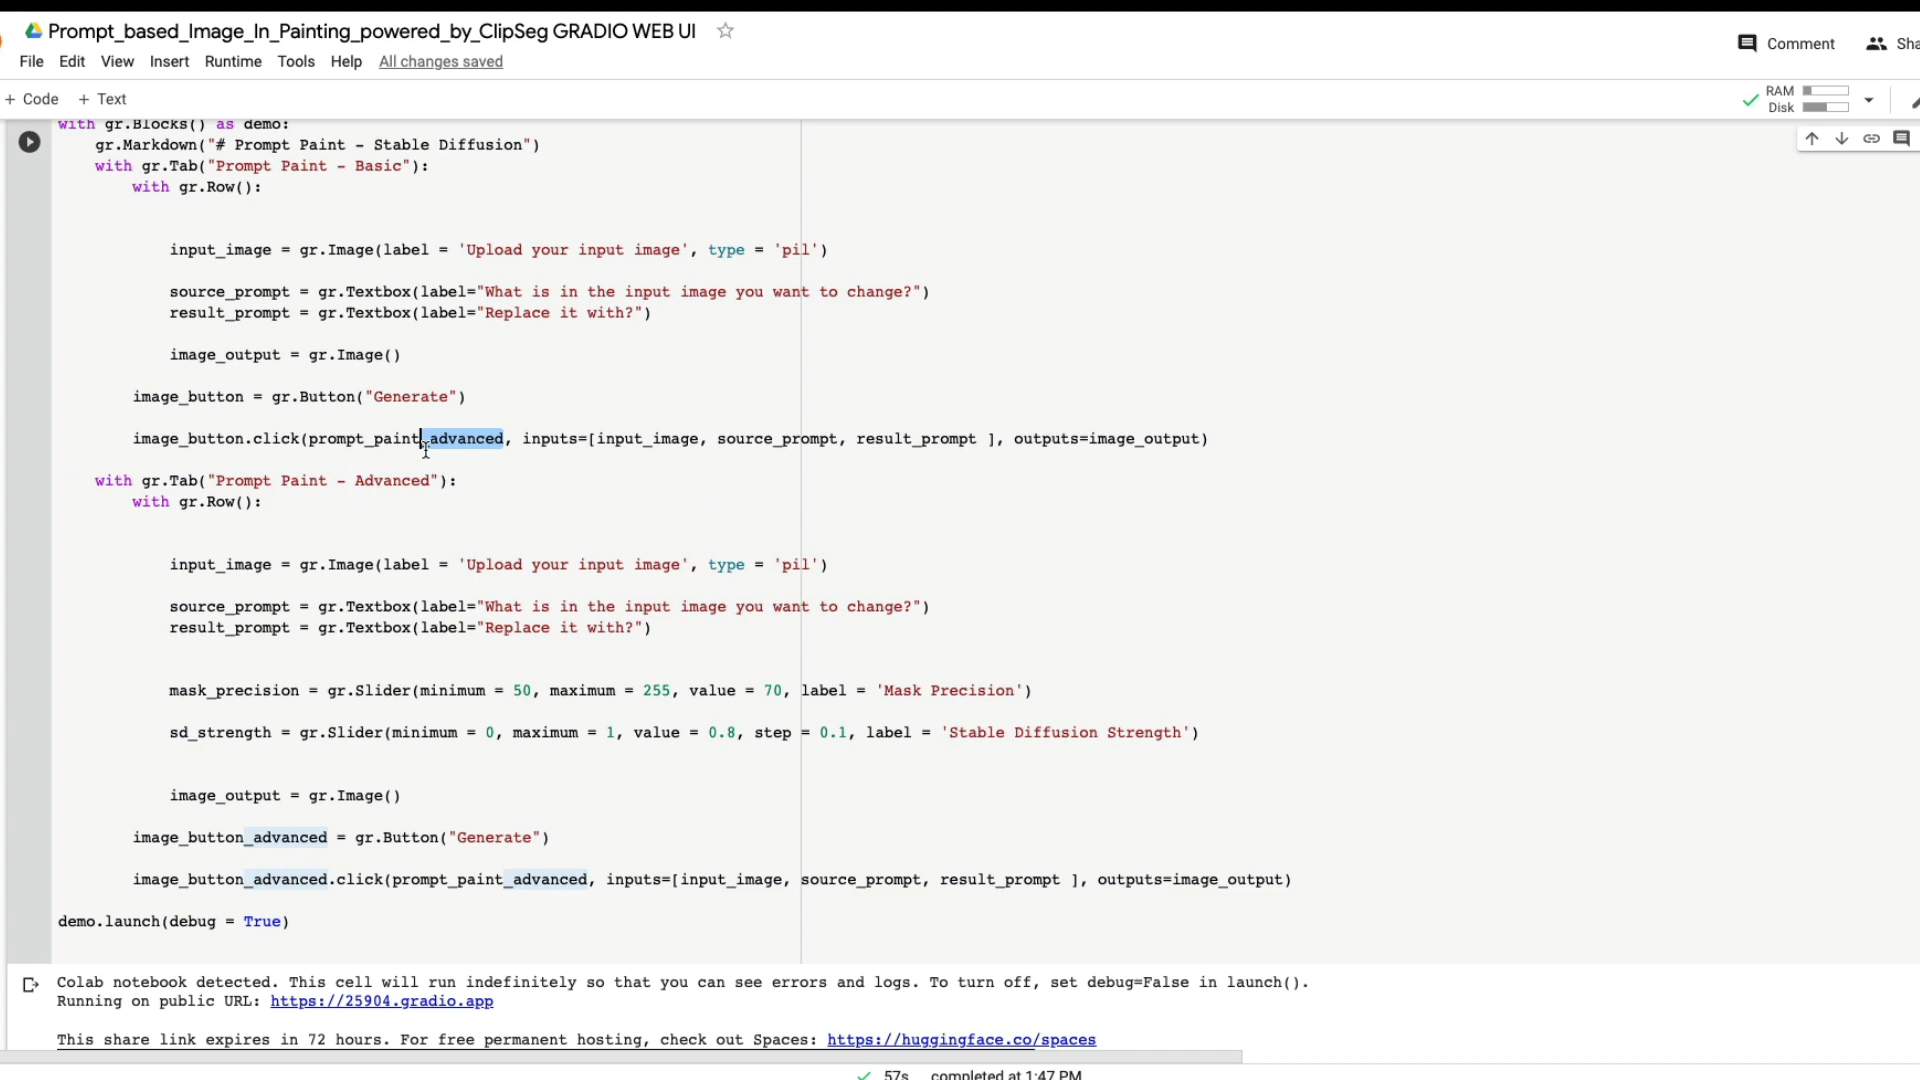 Prompt_based_Image_In_Painting_powered_by_ClipSeg GRADIO WEB UI
Comment
File Edit View Insert Runtime Tools Help All changes saved
+ Code + Text
RAM
Disk
with gr.Blocks() as demo:
gr.Markdown("# Prompt Paint - Stable Diffusion")
with gr.Tab("Prompt Paint - Basic"):
with gr.Row():
input_image = gr.Image(label = 'Upload your input image', type = 'pil')
source_prompt = gr.Textbox(label="What is in the input image you want to change?")
result_prompt = gr.Textbox(label="Replace it with?")
image_output = gr.Image()
image_button = gr.Button("Generate")
image_button.click(prompt_paint_advanced, inputs=[input_image, source_prompt, result_prompt ], outputs=image_output)
with gr.Tab("Prompt Paint - Advanced"):
with gr.Row():
input_image = gr.Image(label = 'Upload your input image', type = 'pil')
source_prompt = gr.Textbox(label="What is in the input image you want to change?")
result_prompt = gr.Textbox(label="Replace it with?")
mask_precision = gr.Slider(minimum = 50, maximum = 255, value = 70, label = 'Mask Precision')
sd_strength = gr.Slider(minimum = 0, maximum = 1, value = 0.8, step = 0.1, label = 'Stable Diffusion Strength')
image_output = gr.Image()
image_button_advanced = gr.Button("Generate")
image_button_advanced.click(prompt_paint_advanced, inputs=[input_image, source_prompt, result_prompt ], outputs=image_output)
demo.launch(debug = True)
Colab notebook detected. This cell will run indefinitely so that you can see errors and logs. To turn off, set debug=False in launch().
Running on public URL: https://25904.gradio.app
This share link expires in 72 hours. For free permanent hosting, check out Spaces: https://huggingface.co/spaces
57s completed at 1:47 PM